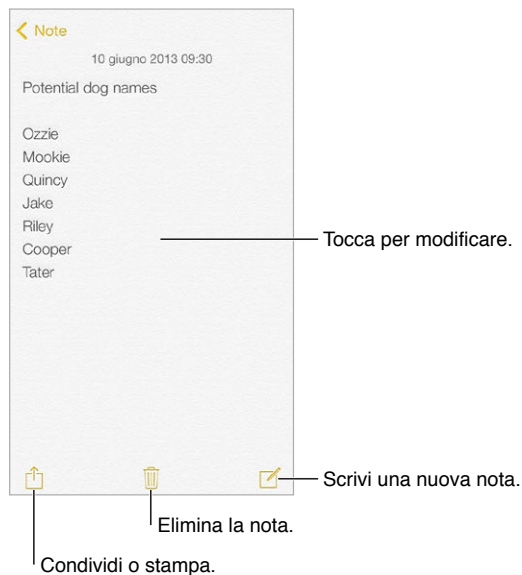 Note
10 giugno 2013 09:30
Potential dog names
Ozzie
Mookie
Quincy
Jake
Riley
Cooper
Tater
Tocca per modificare.
Scrivi una nuova nota.
Elimina la nota.
Condividi o stampa.